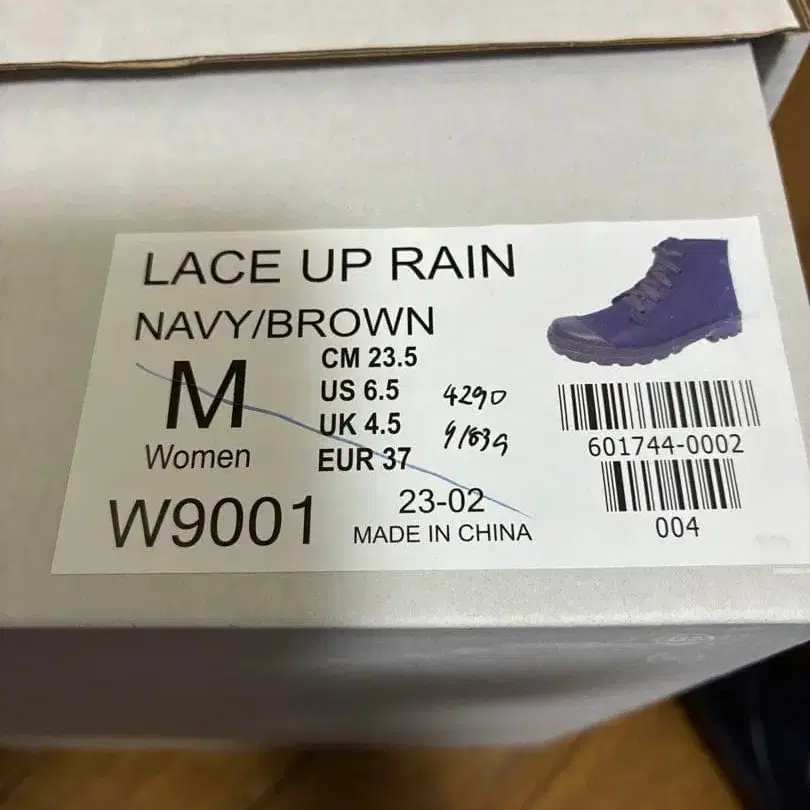 LACE UP RAIN
NAVY/BROWN
M
Women
CM 23.5
US 6.5
UK 4.5
EUR 37
4290
W9001
23-02
MADE IN CHINA
601744-0002
004